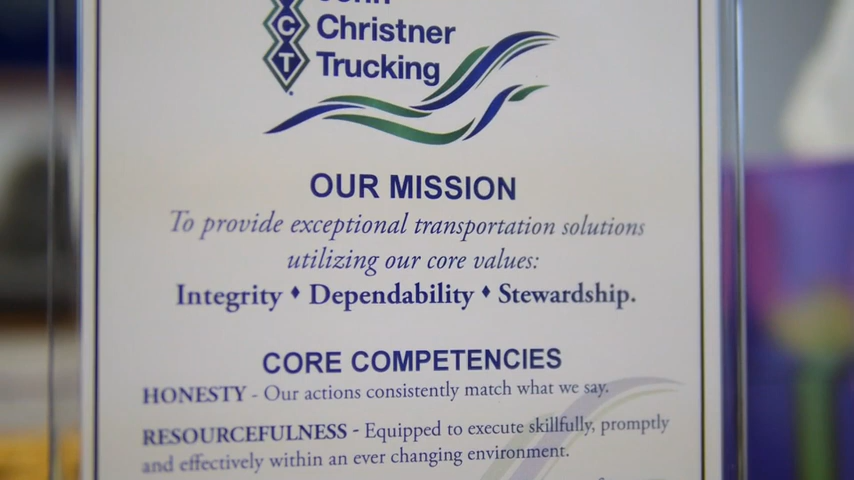 John
Christner
Trucking
C
T
OUR MISSION
To provide exceptional transportation solutions
utilizing our core values:
Integrity ♦ Dependability ♦ Stewardship.
CORE COMPETENCIES
HONESTY - Our actions consistently match what we say.
RESOURCEFULNESS - Equipped to execute skillfully, promptly
and effectively within an ever changing environment.